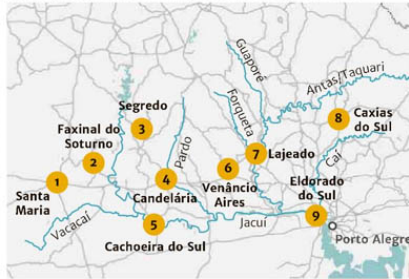 Guaporé
Antas/Taquari
Segredo
3
Forqueta
8
Caxias
do Sul
Faxinal do
Soturno
2
Pardo
7
Lajeado
Caí
1
4
6
Santa
Maria
Candelária
Venâncio
Aires
Eldorado
do Sul
9
Vacacaí
5
Jacuí
Porto Alegre
Cachoeira do Sul